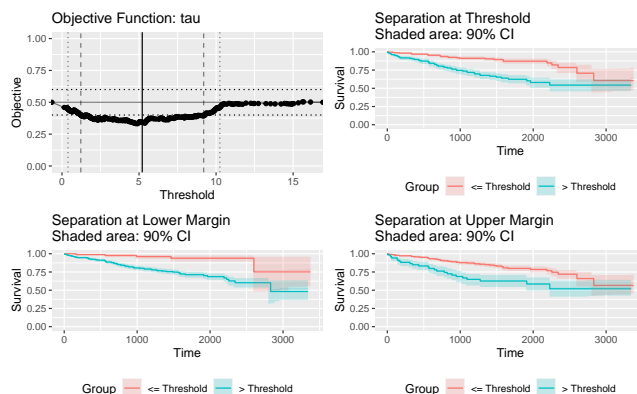 Objective Function: tau
1.00
0.75
0.50
0.25
0.00
Objective
0
5
10
15
Threshold
Separation at Threshold
Shaded area: 90% CI
1.00
0.75
0.50
0.25
0.00
Survival
0
1000
2000
3000
Time
Group <= Threshold > Threshold
Separation at Lower Margin
Shaded area: 90% CI
1.00
0.75
0.50
0.25
0.00
Survival
0
1000
2000
3000
Time
Group <= Threshold > Threshold
Separation at Upper Margin
Shaded area: 90% CI
1.00
0.75
0.50
0.25
0.00
Survival
0
1000
2000
3000
Time
Group <= Threshold > Threshold